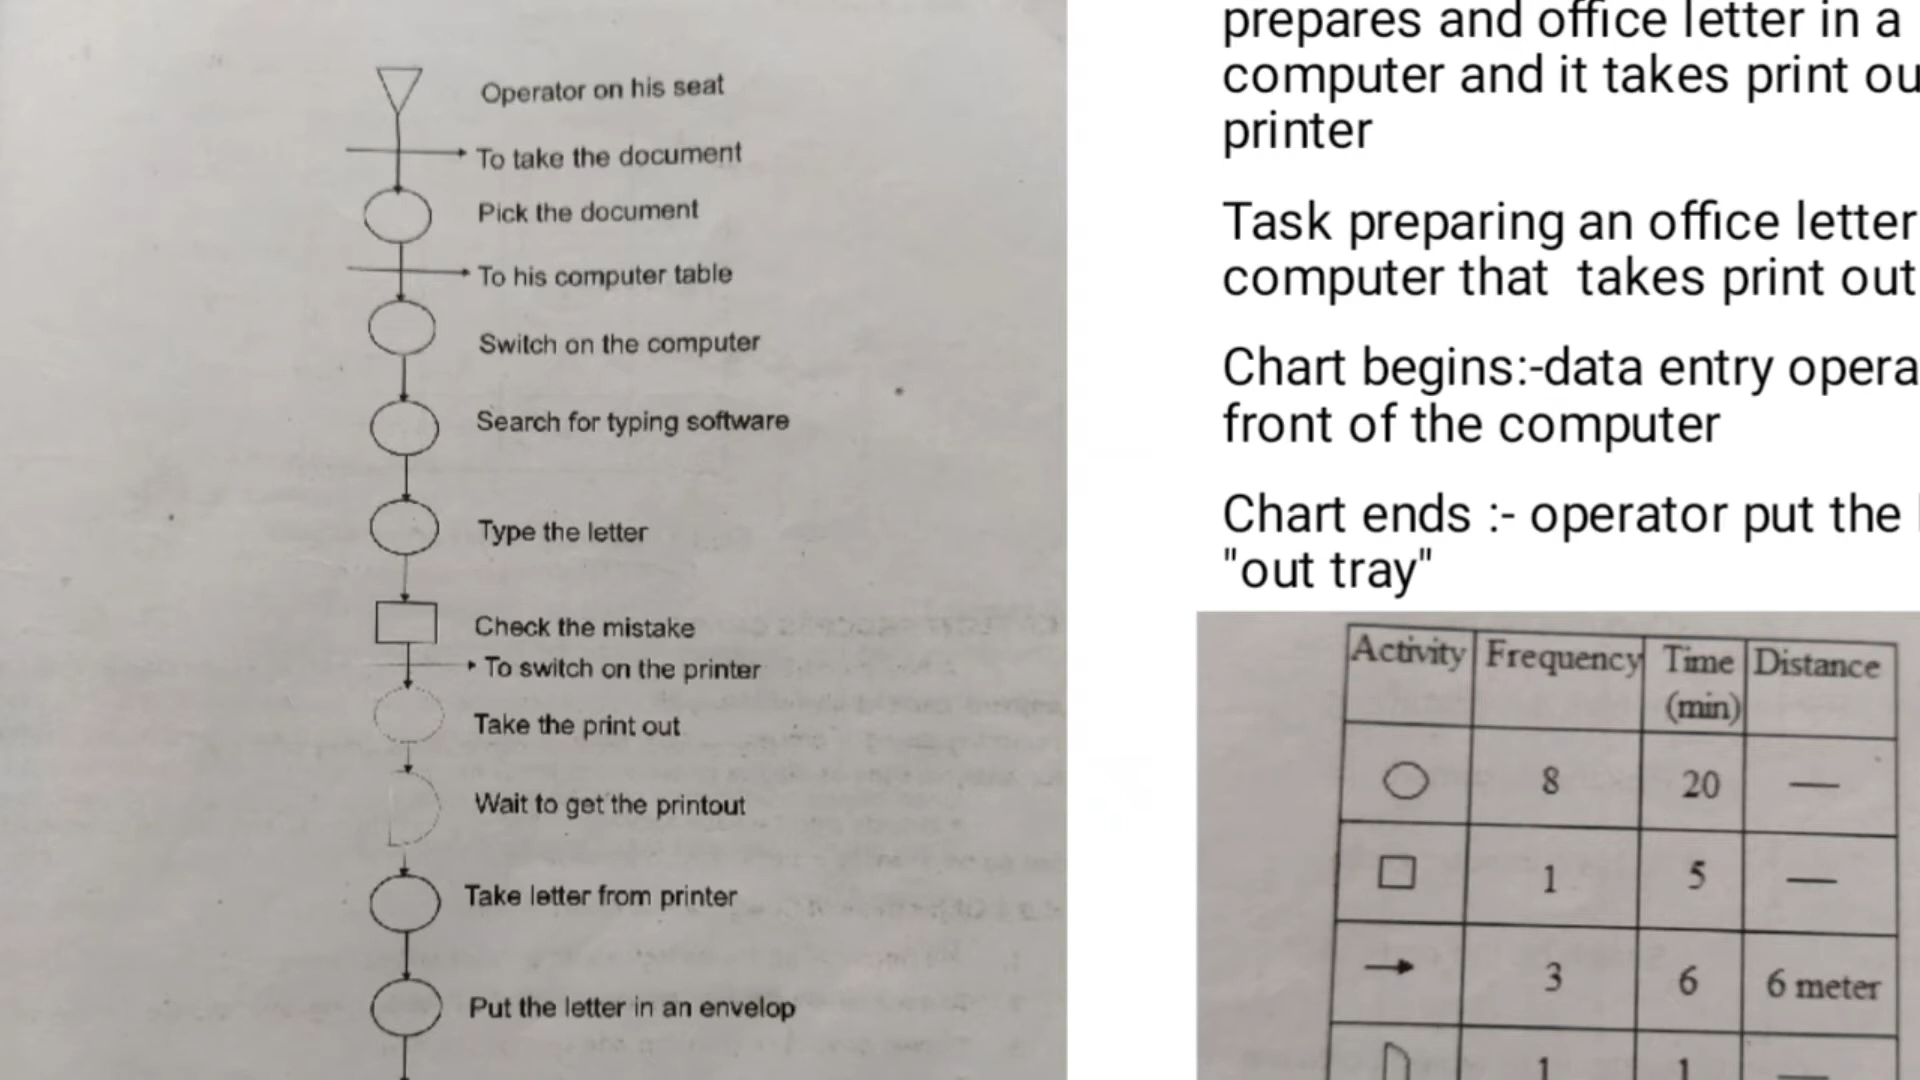 Operator on his seat
To take the document
Pick the document
To his computer table
Switch on the computer
Search for typing software
Type the letter
Check the mistake
To switch on the printer
Take the print out
Wait to get the printout
Take letter from printer
Put the letter in an envelop
prepares and office letter in a
computer and it takes print ou
printer
Task preparing an office letter
computer that takes print out
Chart begins:-data entry opera
front of the computer
Chart ends :- operator put the
"out tray"
Activity Frequency Time (min) Distance
8 20 —
1 5 —
3 6 6 meter
1 1 —